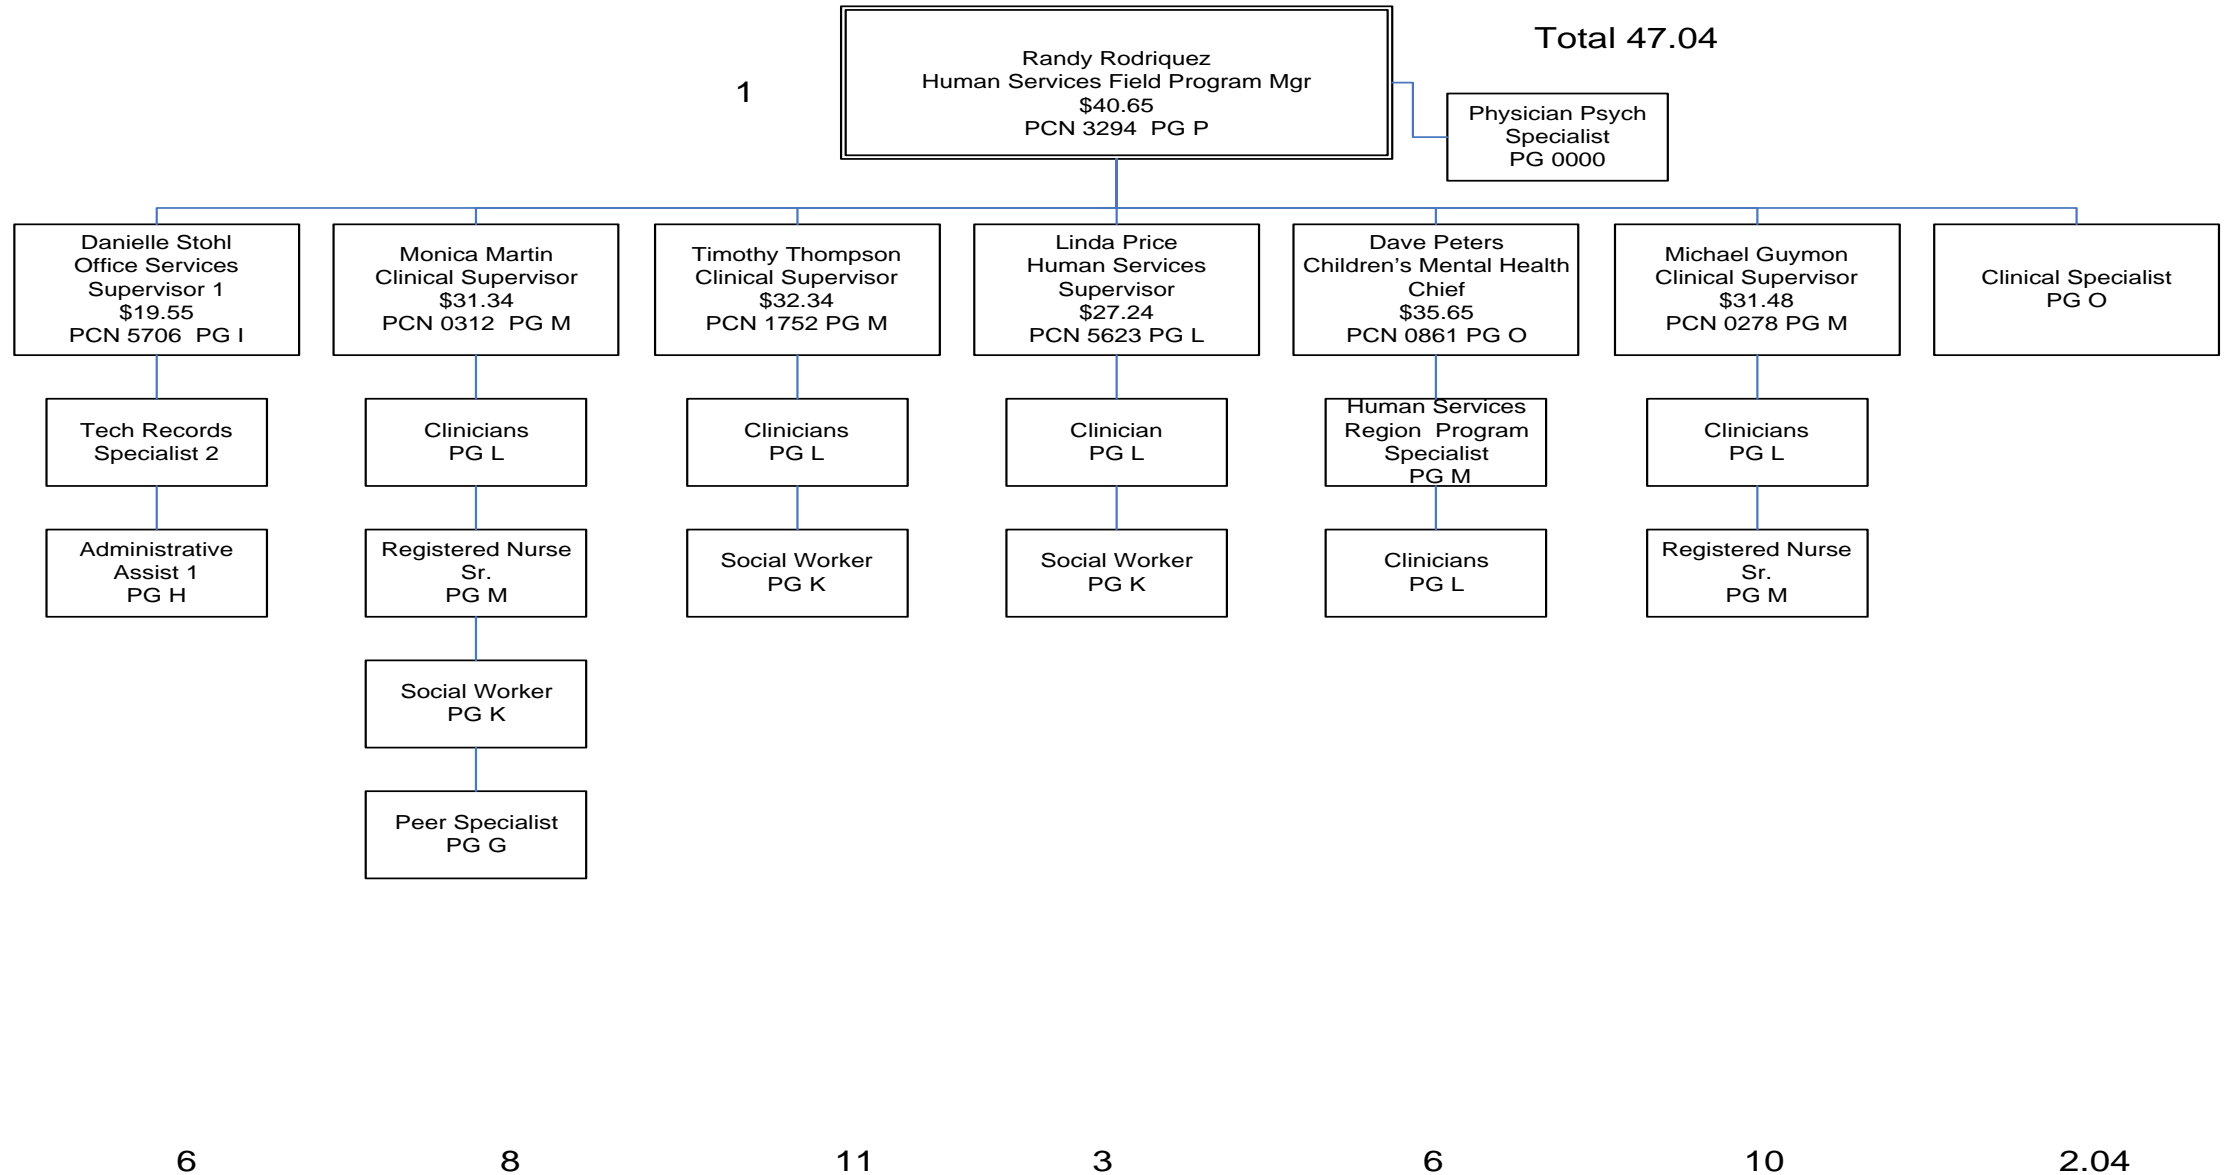 Total 47.04
1
Randy Rodriquez
Human Services Field Program Mgr
$40.65
PCN 3294  PG P
Physician Psych
Specialist
PG 0000
Danielle Stohl
Office Services
Supervisor 1
$19.55
PCN 5706  PG I
Monica Martin
Clinical Supervisor
$31.34
PCN 0312  PG M
Timothy Thompson
Clinical Supervisor
$32.34
PCN 1752 PG M
Linda Price
Human Services
Supervisor
$27.24
PCN 5623 PG L
Dave Peters
Children’s Mental Health
Chief
$35.65
PCN 0861 PG O
Michael Guymon
Clinical Supervisor
$31.48
PCN 0278 PG M
Clinical Specialist
PG O
Tech Records
Specialist 2
Clinicians
PG L
Clinicians
PG L
Clinician
PG L
Human Services
Region  Program
Specialist
PG M
Clinicians
PG L
Administrative
Assist 1
PG H
Registered Nurse
Sr.
PG M
Social Worker
PG K
Social Worker
PG K
Clinicians
PG L
Registered Nurse
Sr.
PG M
Social Worker
PG K
Peer Specialist
PG G
6
8
11
3
6
10
2.04